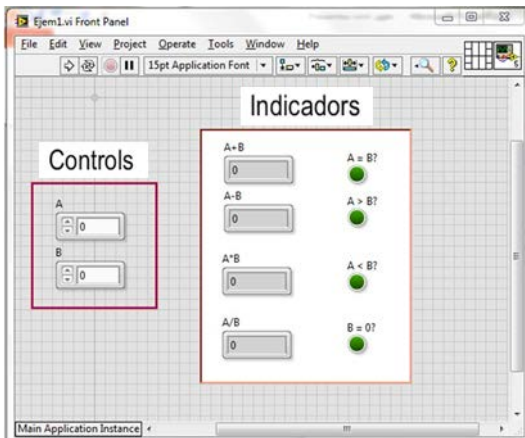 Ejem1.vi Front Panel
File Edit View Project Operate Tools Window Help
15pt Application Font
Indicadors
Controls
A
0
B
0
A+B
0
A-B
0
A*B
0
A/B
0
A = B?
A > B?
A < B?
B = 0?
Main Application Instance